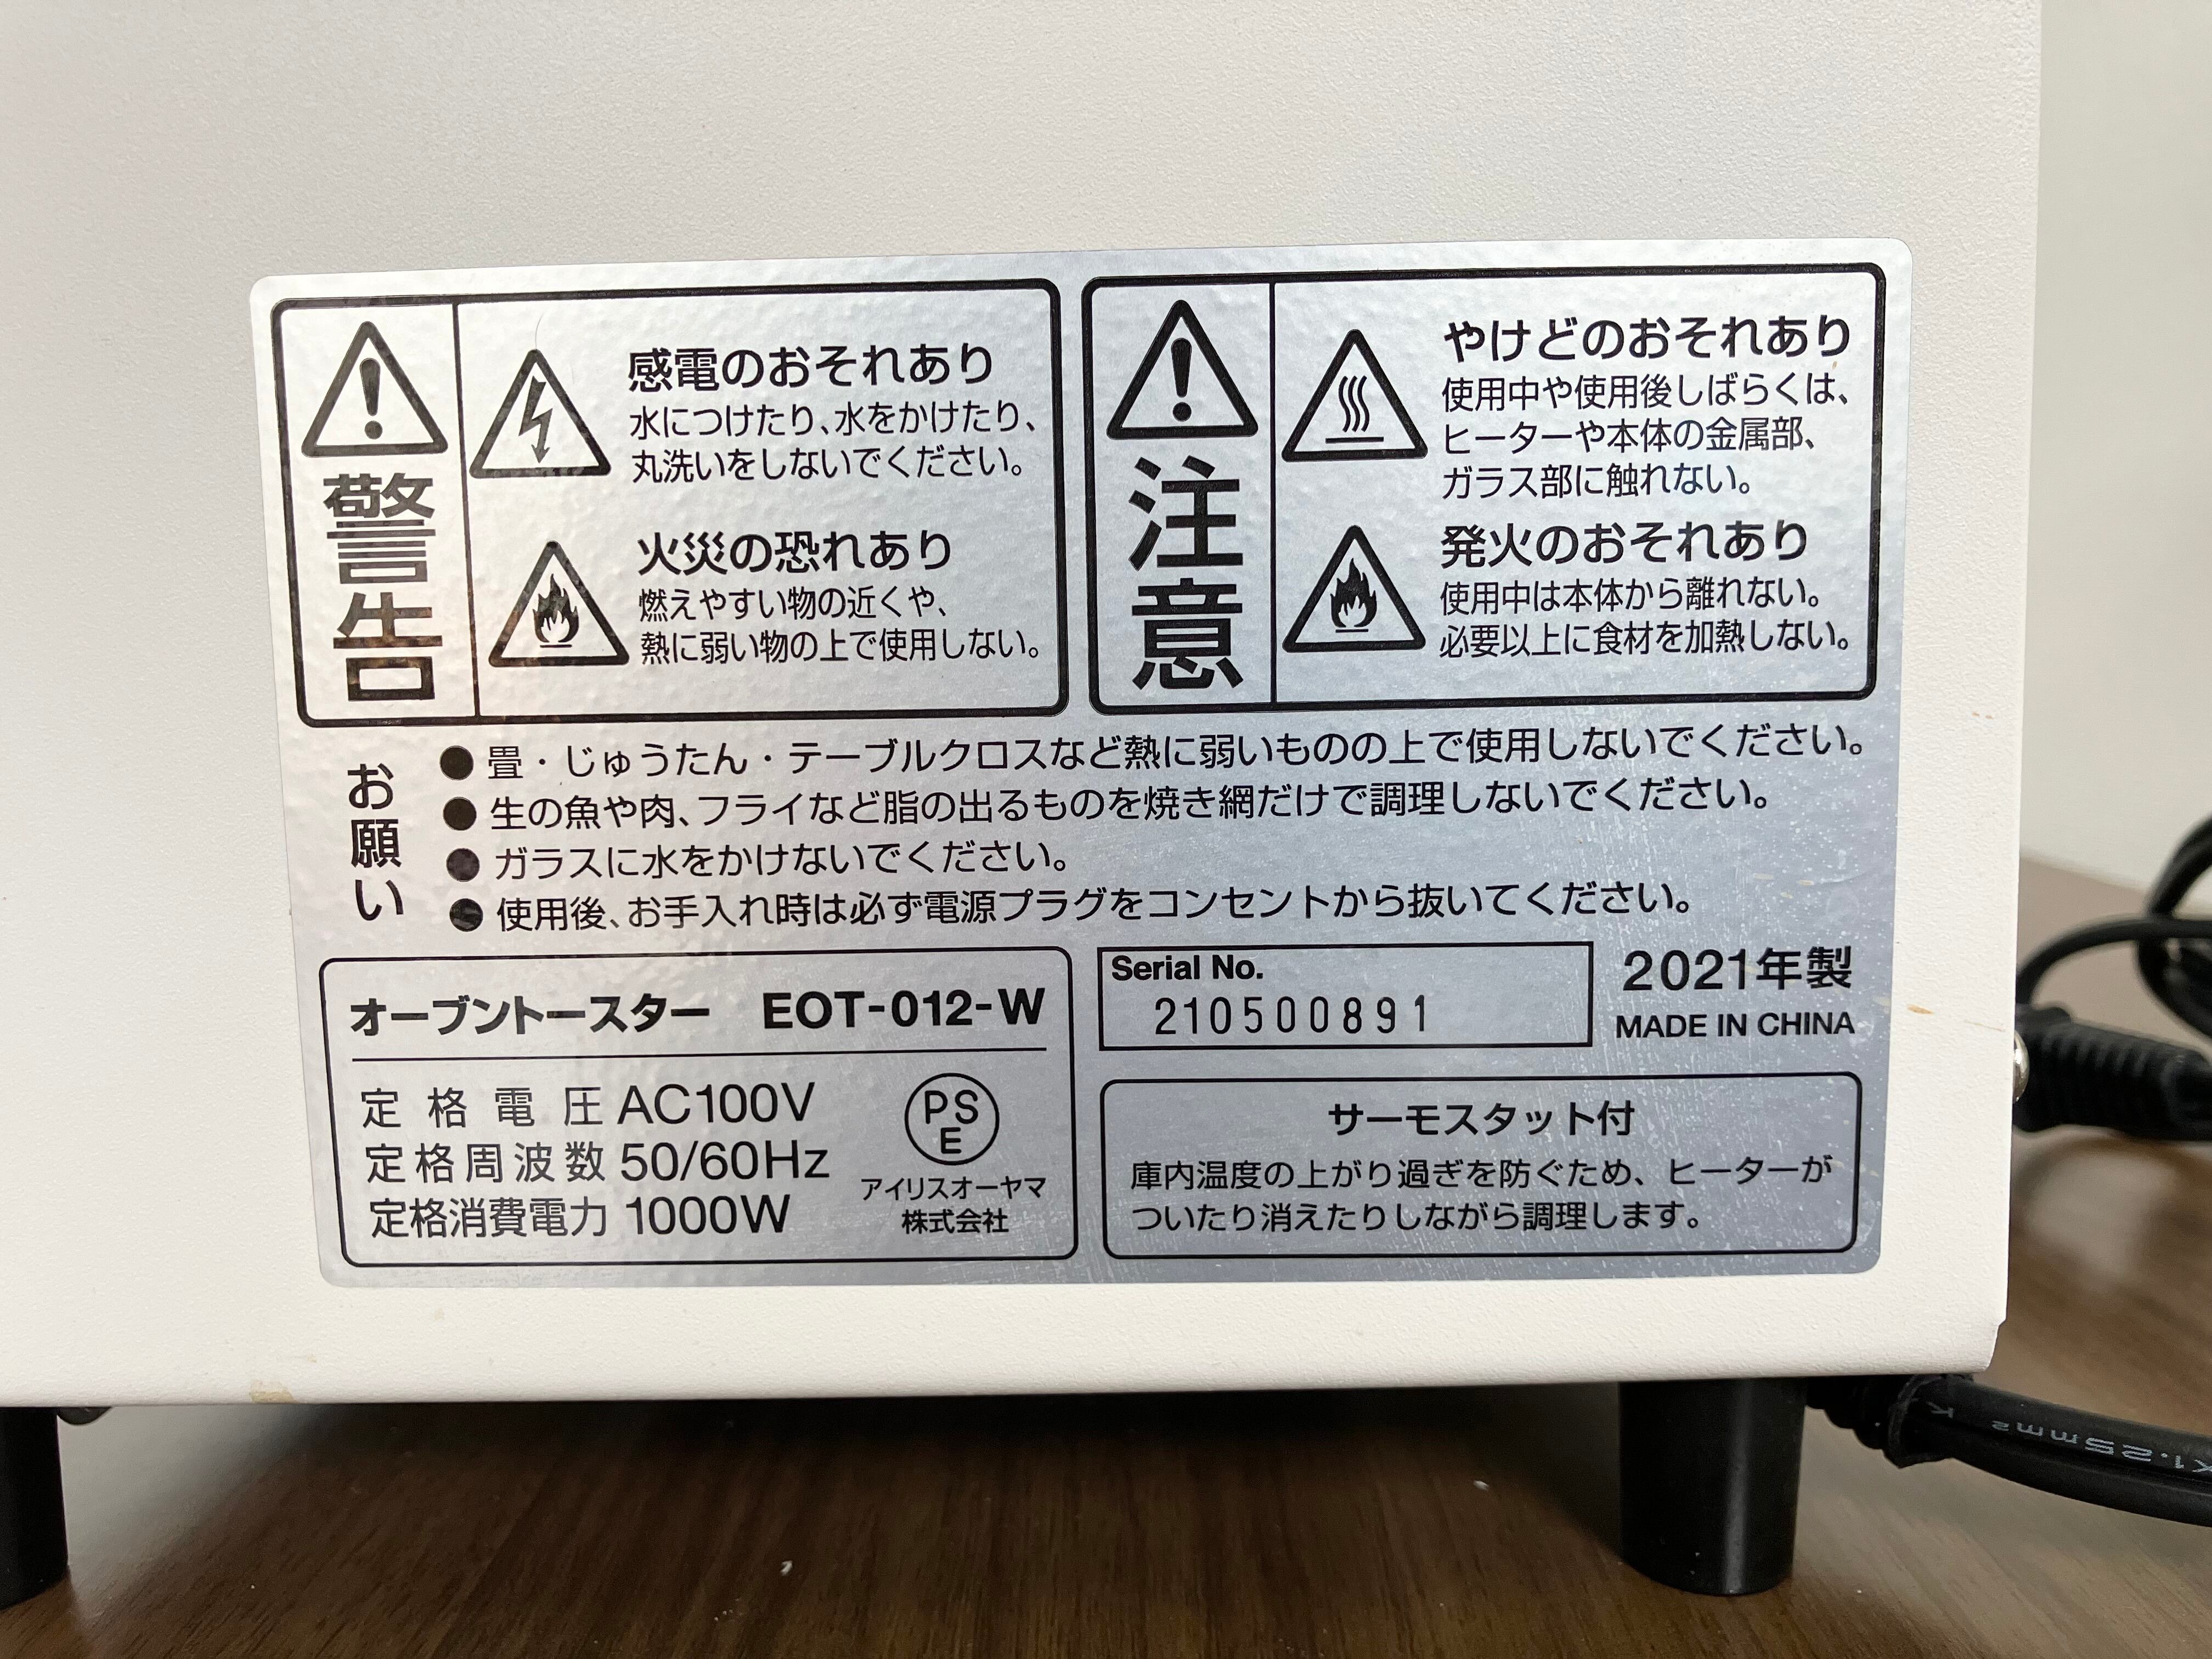 警告
感電のおそれあり
水につけたり、水をかけたり、
丸洗いをしないでください。
火災の恐れあり
燃えやすい物の近くや、
熱に弱い物の上で使用しない。
注意
やけどのおそれあり
使用中や使用後しばらくは、
ヒーターや本体の金属部、
ガラス部に触れない。
発火のおそれあり
使用中は本体から離れない。
必要以上に食材を加熱しない。
お願い
●畳・じゅうたん・テーブルクロスなど熱に弱いものの上で使用しないでください。
●生の魚や肉、フライなど脂の出るものを焼き網だけで調理しないでください。
●ガラスに水をかけないでください。
●使用後、お手入れ時は必ず電源プラグをコンセントから抜いてください。
オーブントースター EOT-012-W
定格電圧 AC100V
定格周波数 50/60Hz
定格消費電力 1000W
PS
E
アイリスオーヤマ
株式会社
Serial No.
210500891
2021年製
MADE IN CHINA
サーモスタット付
庫内温度の上がり過ぎを防ぐため、ヒーターが
ついたり消えたりしながら調理します。